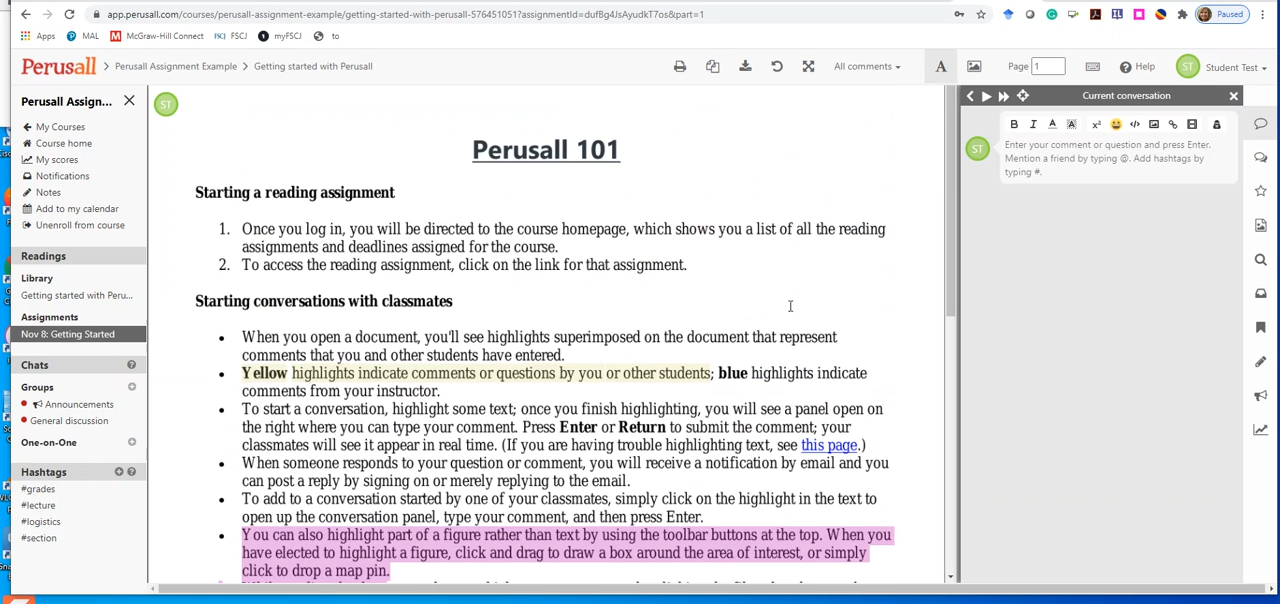 app.perusall.com/courses/perusall-assignment-example/getting-started-with-perusall-576451051?assignmentId=dufBg4JsAyudkT7os&part=1
Paused
Apps MAL McGraw-Hill Connect FSCJ FSCJ myFSCJ to
Perusall Perusall Assignment Example Getting started with Perusall All comments A Page 1 Help ST Student Test
Perusall Assign...
My Courses
Course home
My scores
Notifications
Notes
Add to my calendar
Unenroll from course
Readings
Library
Getting started with Peru...
Assignments
Nov 8: Getting Started
Chats
Groups
Announcements
General discussion
One-on-One
Hashtags
#grades
#lecture
#logistics
#section
ST
Perusall 101
Starting a reading assignment
1. Once you log in, you will be directed to the course homepage, which shows you a list of all the reading
assignments and deadlines assigned for the course.
2. To access the reading assignment, click on the link for that assignment.
Starting conversations with classmates
• When you open a document, you'll see highlights superimposed on the document that represent
comments that you and other students have entered.
• Yellow highlights indicate comments or questions by you or other students; blue highlights indicate
comments from your instructor.
• To start a conversation, highlight some text; once you finish highlighting, you will see a panel open on
the right where you can type your comment. Press Enter or Return to submit the comment; your
classmates will see it appear in real time. (If you are having trouble highlighting text, see this page.)
• When someone responds to your question or comment, you will receive a notification by email and you
can post a reply by signing on or merely replying to the email.
• To add to a conversation started by one of your classmates, simply click on the highlight in the text to
open up the conversation panel, type your comment, and then press Enter.
• You can also highlight part of a figure rather than text by using the toolbar buttons at the top. When you
have elected to highlight a figure, click and drag to draw a box around the area of interest, or simply
click to drop a map pin.
Current conversation
B I A A x²
ST
Enter your comment or question and press Enter.
Mention a friend by typing @. Add hashtags by
typing #.